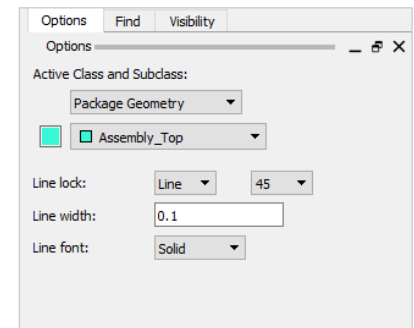 Options Find Visibility
Options
Active Class and Subclass:
Package Geometry
Assembly_Top
Line lock: Line 45
Line width: 0.1
Line font: Solid